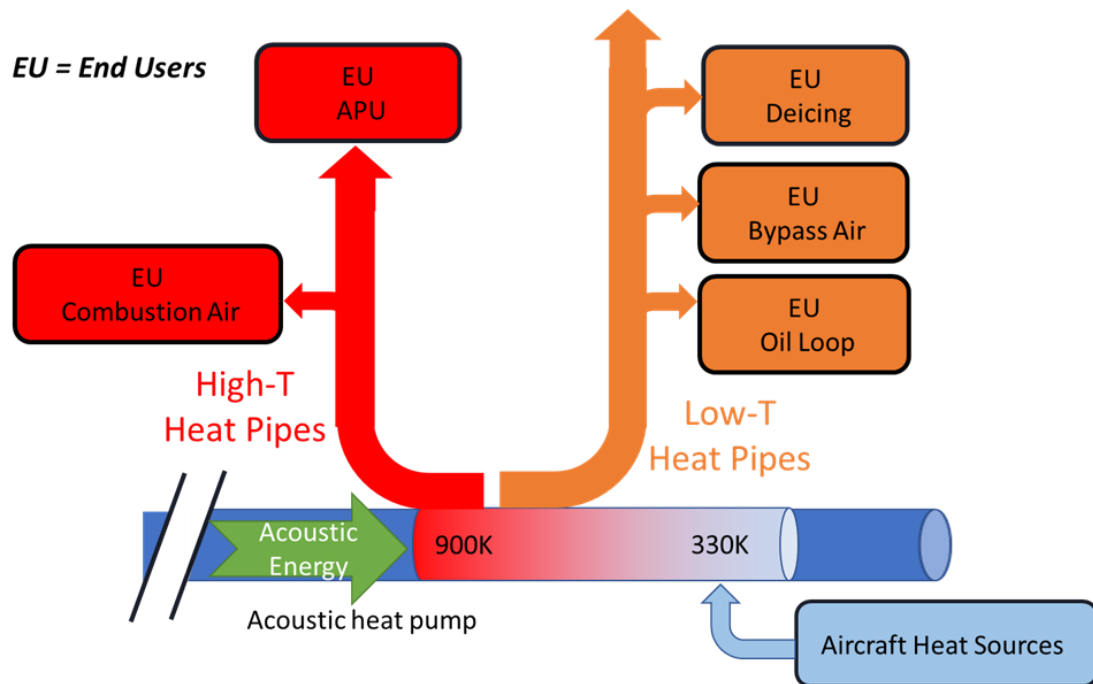 EU = End Users
EU
APU
EU
Deicing
EU
Bypass Air
EU
Combustion Air
EU
Oil Loop
High-T
Heat Pipes
Low-T
Heat Pipes
Acoustic
Energy
900K
330K
Acoustic heat pump
Aircraft Heat Sources